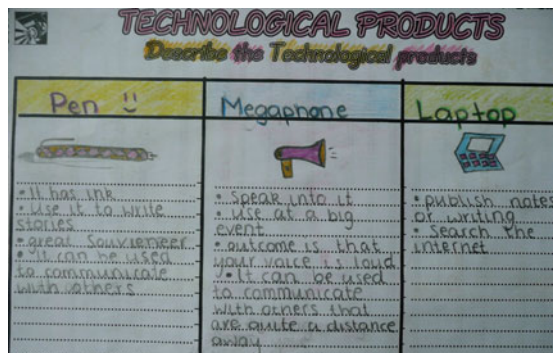 TECHNOLOGICAL PRODUCTS
Describe the Technological products
Pen
• It has ink
• use it to write
stories
• great souvieneer
• It can be used
to communicate
with others
Megaphone
• speak into it
• use at a big
event
• outcome is that
your voice is loud
• It can be used
to communicate
with others that
are quite a distance
away
Laptop
• publish notes
or writing
• Search the
internet